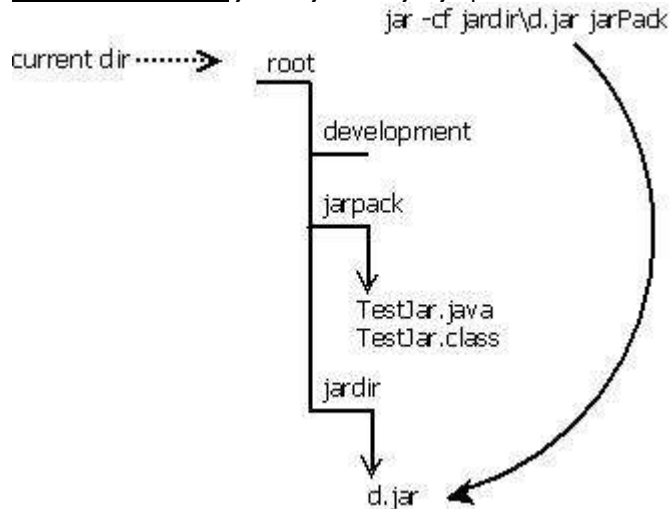 jar -cf jardir\d.jar jarPack
current dir
root
development
jarpack
TestJar.java
TestJar.class
jardir
d.jar